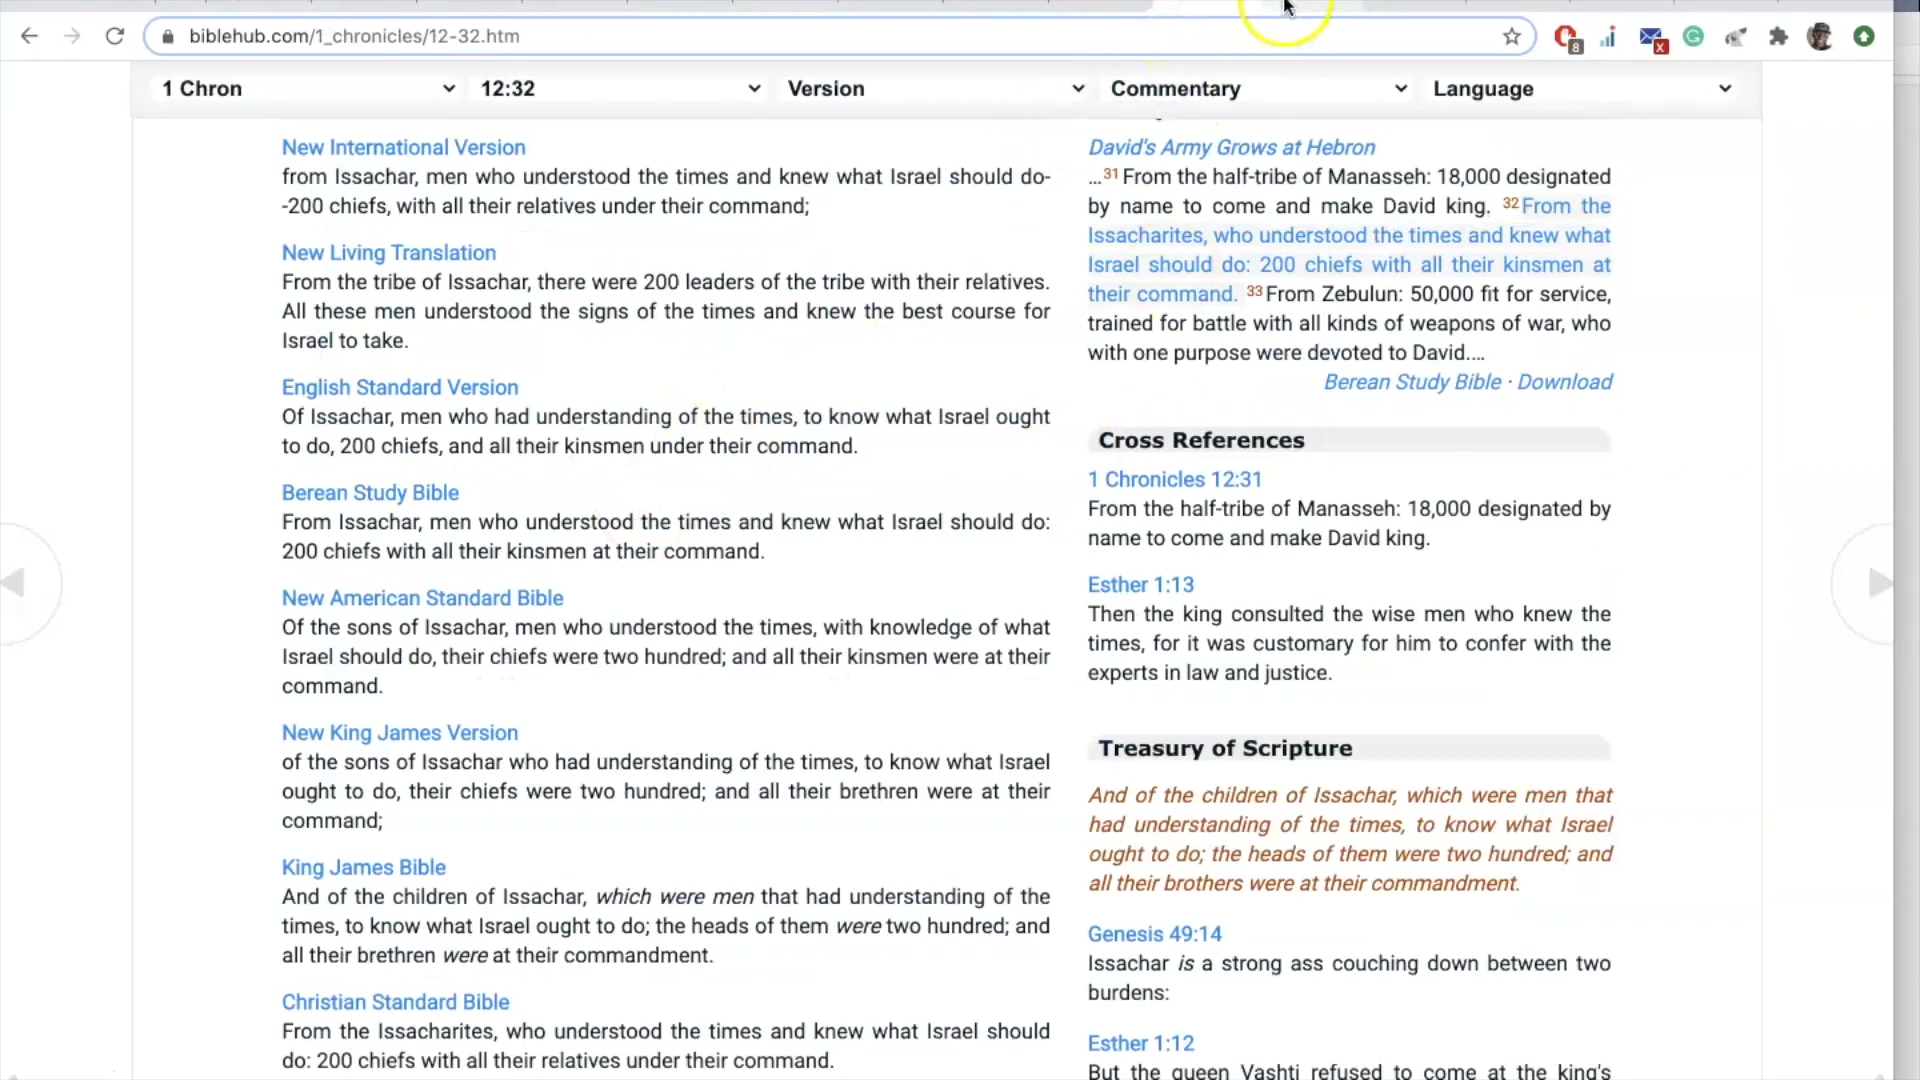 biblehub.com/1_chronicles/12-32.htm
8
x
1 Chron
12:32
Version
Commentary
Language
New International Version
from Issachar, men who understood the times and knew what Israel should do-
-200 chiefs, with all their relatives under their command;
New Living Translation
From the tribe of Issachar, there were 200 leaders of the tribe with their relatives.
All these men understood the signs of the times and knew the best course for
Israel to take.
English Standard Version
Of Issachar, men who had understanding of the times, to know what Israel ought
to do, 200 chiefs, and all their kinsmen under their command.
Berean Study Bible
From Issachar, men who understood the times and knew what Israel should do:
200 chiefs with all their kinsmen at their command.
New American Standard Bible
Of the sons of Issachar, men who understood the times, with knowledge of what
Israel should do, their chiefs were two hundred; and all their kinsmen were at their
command.
New King James Version
of the sons of Issachar who had understanding of the times, to know what Israel
ought to do, their chiefs were two hundred; and all their brethren were at their
command;
King James Bible
And of the children of Issachar, which were men that had understanding of the
times, to know what Israel ought to do; the heads of them were two hundred; and
all their brethren were at their commandment.
Christian Standard Bible
From the Issacharites, who understood the times and knew what Israel should
do: 200 chiefs with all their relatives under their command.
David's Army Grows at Hebron
…31 From the half-tribe of Manasseh: 18,000 designated
by name to come and make David king. 32 From the
Issacharites, who understood the times and knew what
Israel should do: 200 chiefs with all their kinsmen at
their command. 33 From Zebulun: 50,000 fit for service,
trained for battle with all kinds of weapons of war, who
with one purpose were devoted to David.…
Berean Study Bible · Download
Cross References
1 Chronicles 12:31
From the half-tribe of Manasseh: 18,000 designated by
name to come and make David king.
Esther 1:13
Then the king consulted the wise men who knew the
times, for it was customary for him to confer with the
experts in law and justice.
Treasury of Scripture
And of the children of Issachar, which were men that
had understanding of the times, to know what Israel
ought to do; the heads of them were two hundred; and
all their brothers were at their commandment.
Genesis 49:14
Issachar is a strong ass couching down between two
burdens:
Esther 1:12
But the queen Vashti refused to come at the king's